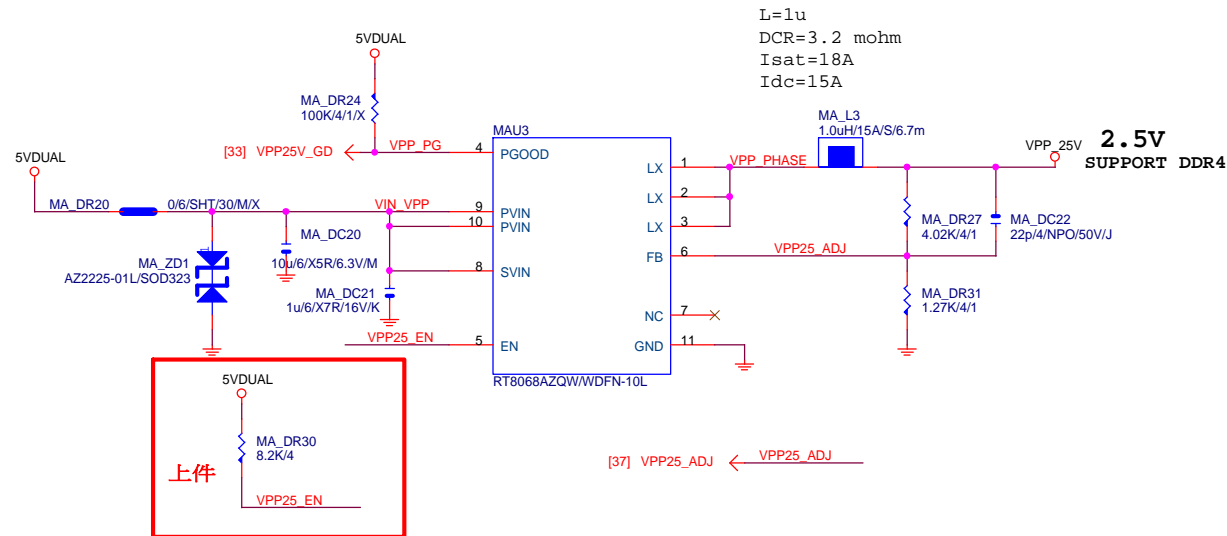 L=1u
DCR=3.2 mohm
Isat=18A
Idc=15A
5VDUAL
MA_DR24
100K/4/1/X
[33] VPP25V_GD
VPP_PG
MAU3
4
PGOOD
LX
1
VPP_PHASE
MA_L3
1.0uH/15A/S/6.7m
VPP_25V
2.5V
SUPPORT DDR4
5VDUAL
MA_DR20
0/6/SHT/30/M/X
VIN_VPP
9
PVIN
10
PVIN
LX
2
LX
3
MA_DR27
4.02K/4/1
MA_DC22
22p/4/NPO/50V/J
1
MA_ZD1
AZ2225-01L/SOD323
MA_DC20
10u/6/X5R/6.3V/M
8
SVIN
FB
6
VPP25_ADJ
MA_DC21
1u/6/X7R/16V/K
MA_DR31
1.27K/4/1
NC
7
VPP25_EN
5
EN
GND
11
RT8068AZQW/WDFN-10L
5VDUAL
MA_DR30
8.2K/4
上件
VPP25_EN
[37] VPP25_ADJ
VPP25_ADJ